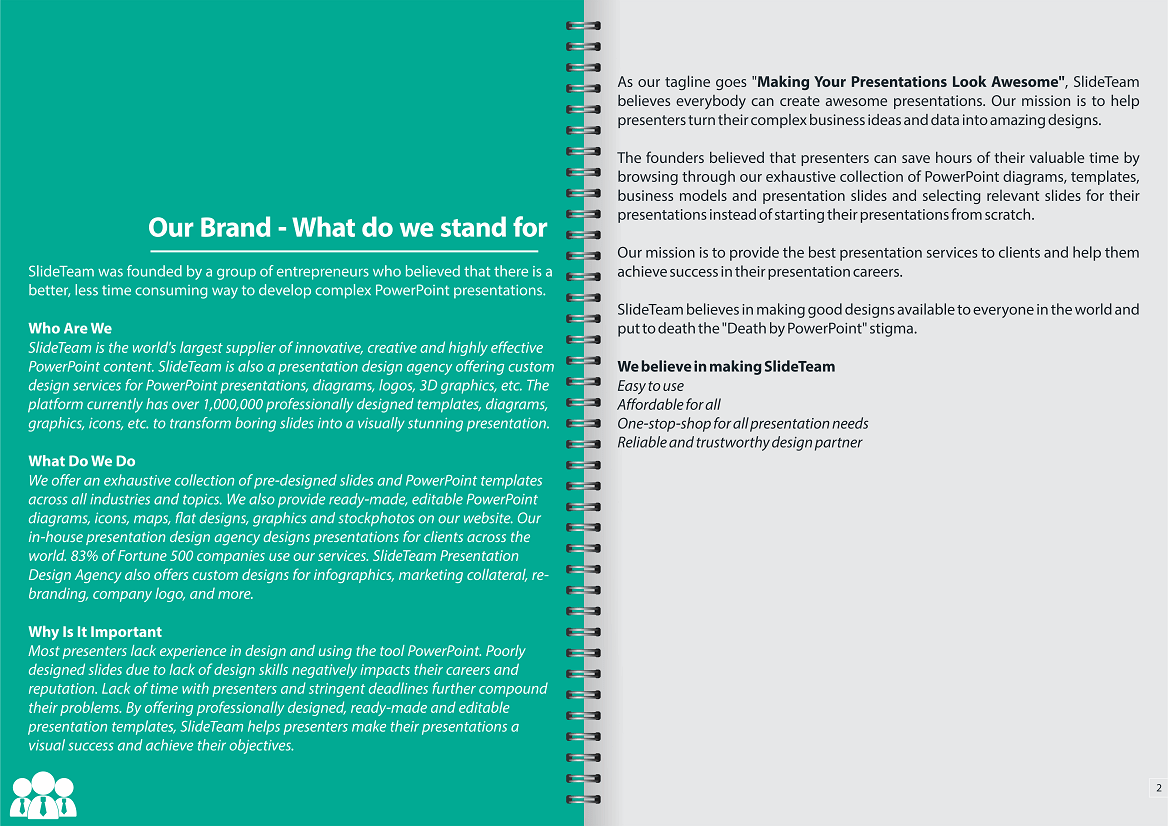 Our Brand - What do we stand for
SlideTeam was founded by a group of entrepreneurs who believed that there is a
better, less time consuming way to develop complex PowerPoint presentations.
Who Are We
SlideTeam is the world's largest supplier of innovative, creative and highly effective
PowerPoint content. SlideTeam is also a presentation design agency offering custom
design services for PowerPoint presentations, diagrams, logos, 3D graphics, etc. The
platform currently has over 1,000,000 professionally designed templates, diagrams,
graphics, icons, etc. to transform boring slides into a visually stunning presentation.
What Do We Do
We offer an exhaustive collection of pre-designed slides and PowerPoint templates
across all industries and topics. We also provide ready-made, editable PowerPoint
diagrams, icons, maps, flat designs, graphics and stockphotos on our website. Our
in-house presentation design agency designs presentations for clients across the
world. 83% of Fortune 500 companies use our services. SlideTeam Presentation
Design Agency also offers custom designs for infographics, marketing collateral, re-
branding, company logo, and more.
Why Is It Important
Most presenters lack experience in design and using the tool PowerPoint. Poorly
designed slides due to lack of design skills negatively impacts their careers and
reputation. Lack of time with presenters and stringent deadlines further compound
their problems. By offering professionally designed, ready-made and editable
presentation templates, SlideTeam helps presenters make their presentations a
visual success and achieve their objectives.
As our tagline goes "Making Your Presentations Look Awesome", SlideTeam
believes everybody can create awesome presentations. Our mission is to help
presenters turn their complex business ideas and data into amazing designs.
The founders believed that presenters can save hours of their valuable time by
browsing through our exhaustive collection of PowerPoint diagrams, templates,
business models and presentation slides and selecting relevant slides for their
presentations instead of starting their presentations from scratch.
Our mission is to provide the best presentation services to clients and help them
achieve success in their presentation careers.
SlideTeam believes in making good designs available to everyone in the world and
put to death the "Death by PowerPoint" stigma.
We believe in making SlideTeam
Easy to use
Affordable for all
One-stop-shop for all presentation needs
Reliable and trustworthy design partner
2